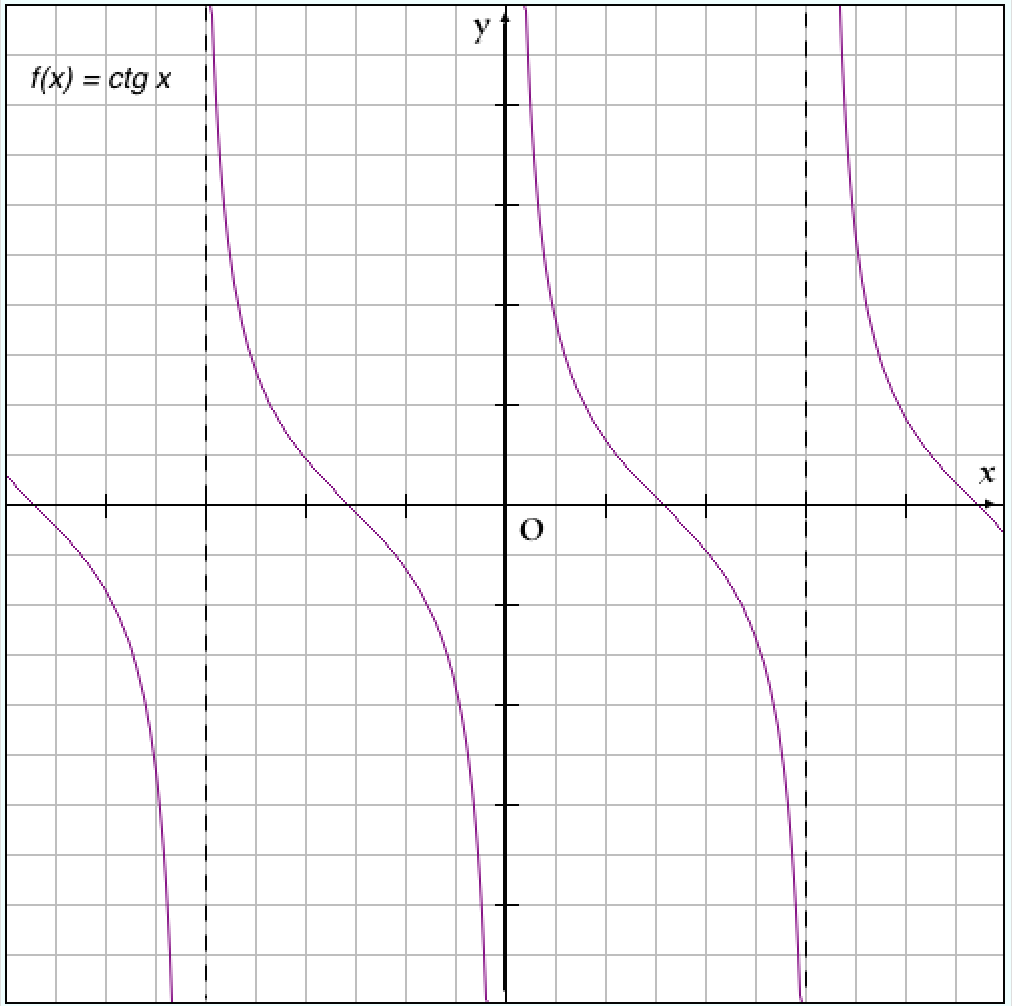 y
f(x) = ctg x
x
O